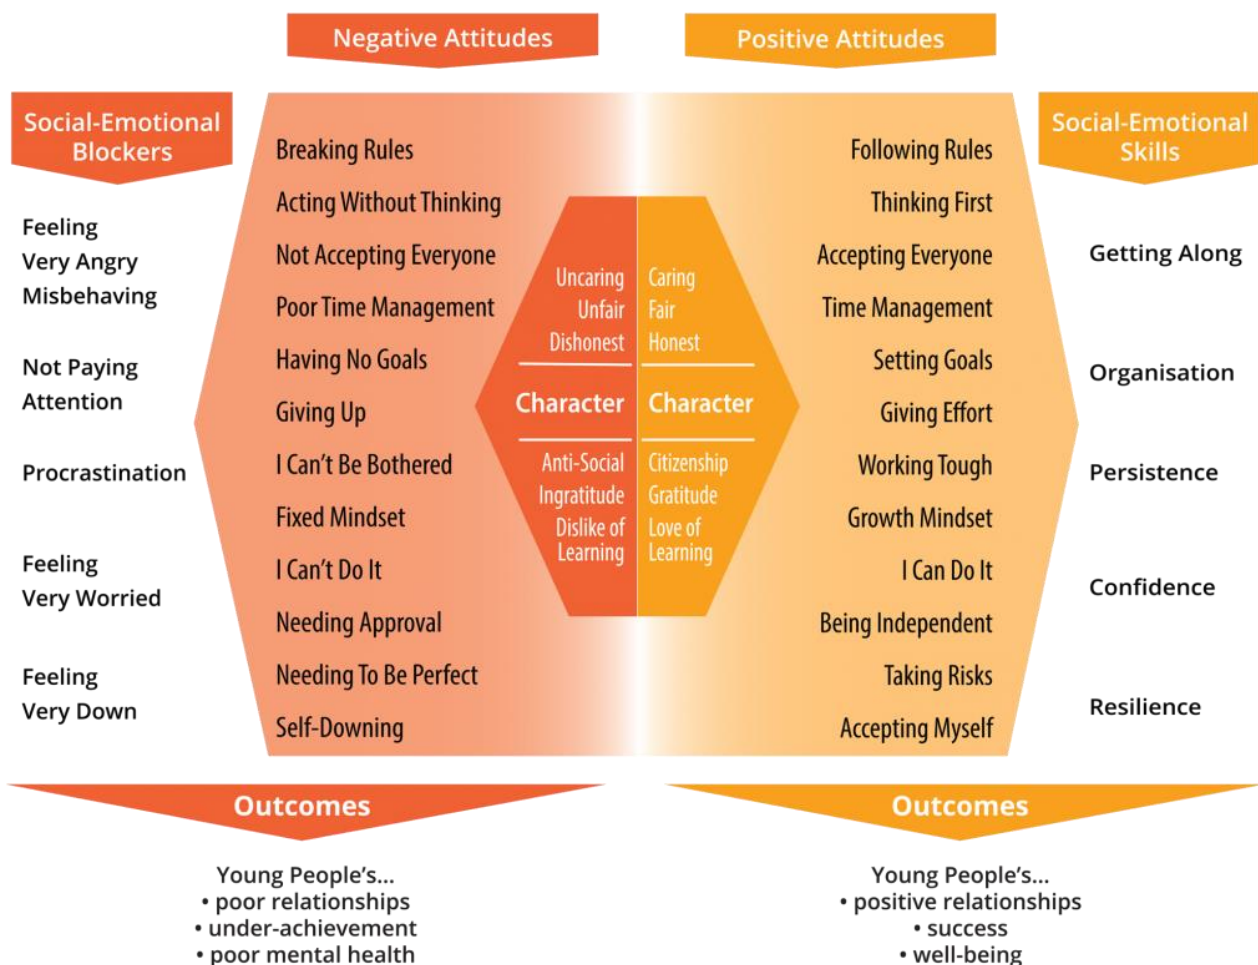 Negative Attitudes
Positive Attitudes
Social-Emotional
Blockers
Feeling
Very Angry
Misbehaving
Not Paying
Attention
Procrastination
Feeling
Very Worried
Feeling
Very Down
Breaking Rules
Acting Without Thinking
Not Accepting Everyone
Poor Time Management
Having No Goals
Giving Up
I Can't Be Bothered
Fixed Mindset
I Can't Do It
Needing Approval
Needing To Be Perfect
Self-Downing
Uncaring
Unfair
Dishonest
Character
Anti-Social
Ingratitude
Dislike of
Learning
Caring
Fair
Honest
Character
Citizenship
Gratitude
Love of
Learning
Following Rules
Thinking First
Accepting Everyone
Time Management
Setting Goals
Giving Effort
Working Tough
Growth Mindset
I Can Do It
Being Independent
Taking Risks
Accepting Myself
Social-Emotional
Skills
Getting Along
Organisation
Persistence
Confidence
Resilience
Outcomes
Young People's...
• poor relationships
• under-achievement
• poor mental health
Outcomes
Young People's...
• positive relationships
• success
• well-being